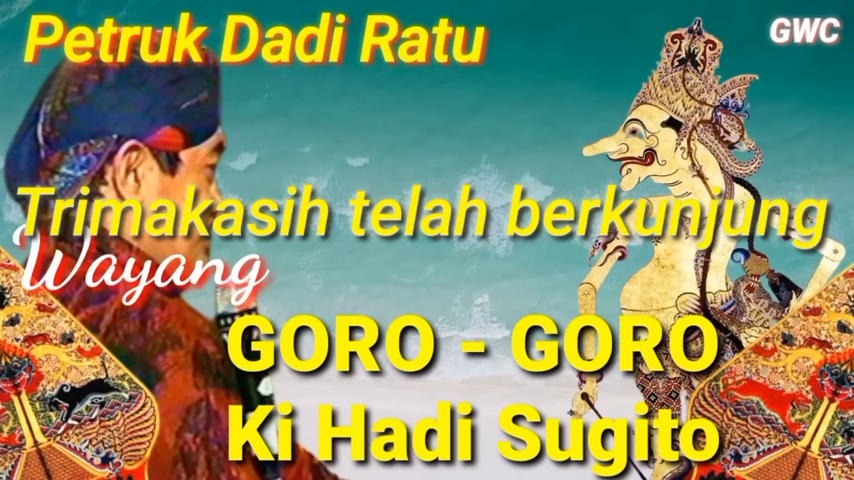 Petruk Dadi Ratu
GWC
Trimakasih telah berkunjung
Wayang
GORO - GORO
Ki Hadi Sugito